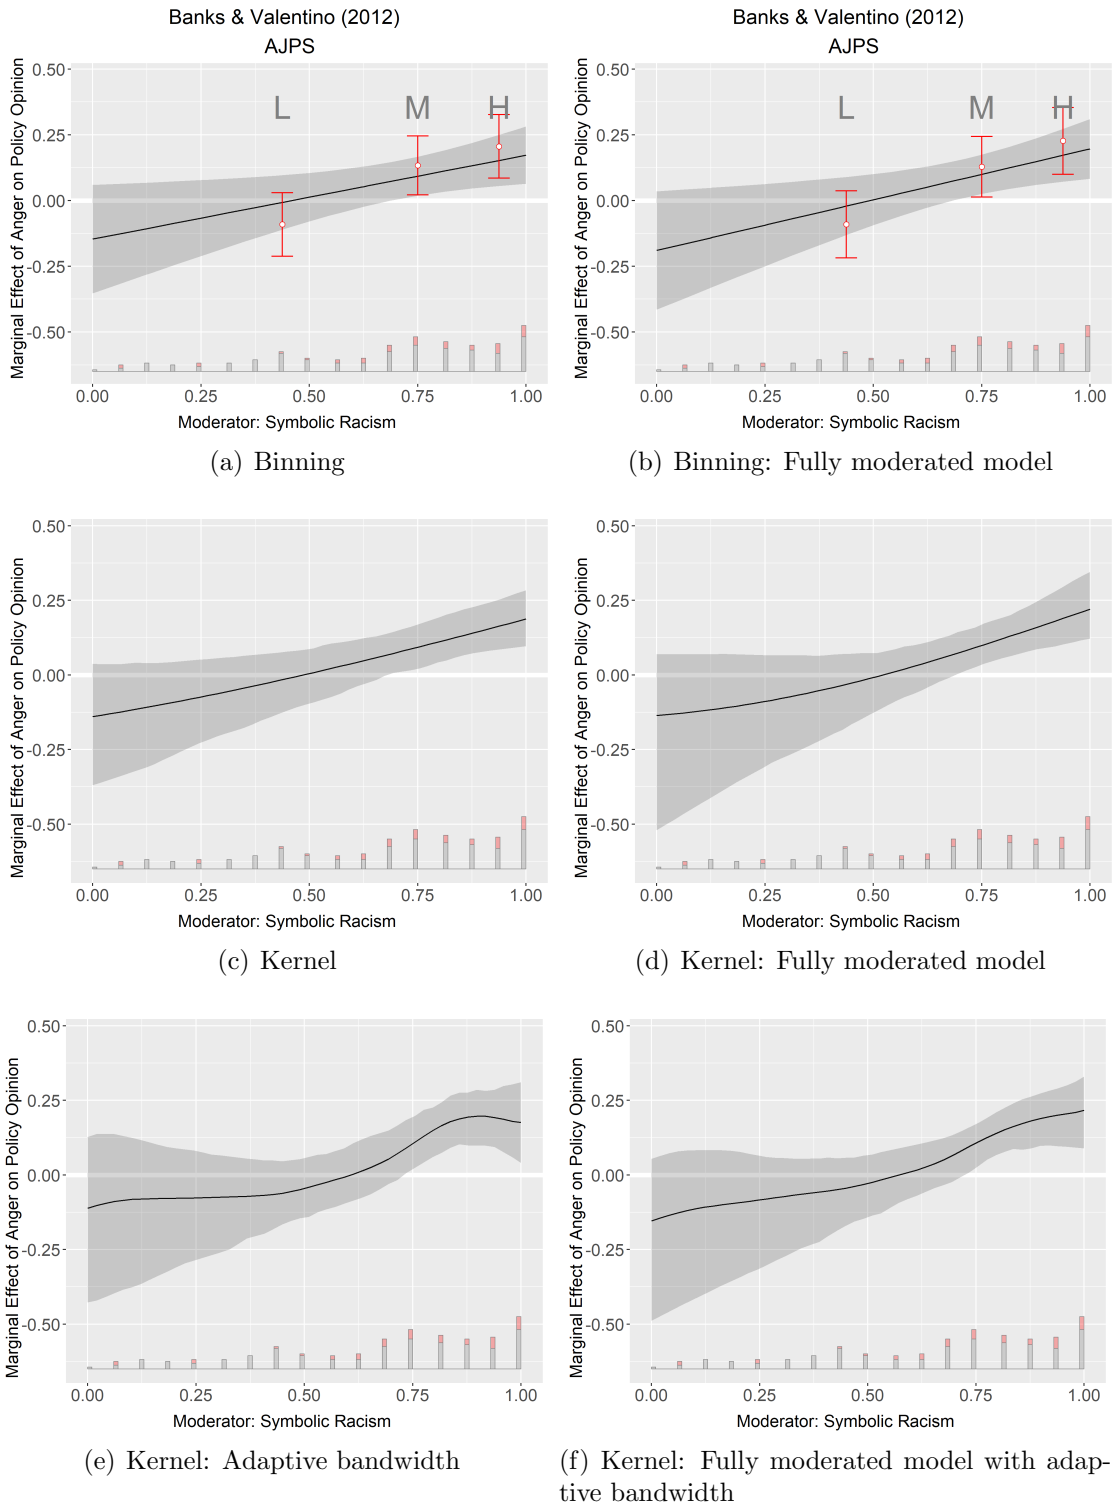 Banks & Valentino (2012)
AJPS
Marginal Effect of Anger on Policy Opinion
0.50
0.25
0.00
-0.25
-0.50
L
M
H
0.00 0.25 0.50 0.75 1.00
Moderator: Symbolic Racism
(a) Binning
Banks & Valentino (2012)
AJPS
Marginal Effect of Anger on Policy Opinion
0.50
0.25
0.00
-0.25
-0.50
L
M
H
0.00 0.25 0.50 0.75 1.00
Moderator: Symbolic Racism
(b) Binning: Fully moderated model
Marginal Effect of Anger on Policy Opinion
0.50
0.25
0.00
-0.25
-0.50
0.00 0.25 0.50 0.75 1.00
Moderator: Symbolic Racism
(c) Kernel
Marginal Effect of Anger on Policy Opinion
0.50
0.25
0.00
-0.25
-0.50
0.00 0.25 0.50 0.75 1.00
Moderator: Symbolic Racism
(d) Kernel: Fully moderated model
Marginal Effect of Anger on Policy Opinion
0.50
0.25
0.00
-0.25
-0.50
0.00 0.25 0.50 0.75 1.00
Moderator: Symbolic Racism
(e) Kernel: Adaptive bandwidth
Marginal Effect of Anger on Policy Opinion
0.50
0.25
0.00
-0.25
-0.50
0.00 0.25 0.50 0.75 1.00
Moderator: Symbolic Racism
(f) Kernel: Fully moderated model with adap-
tive bandwidth